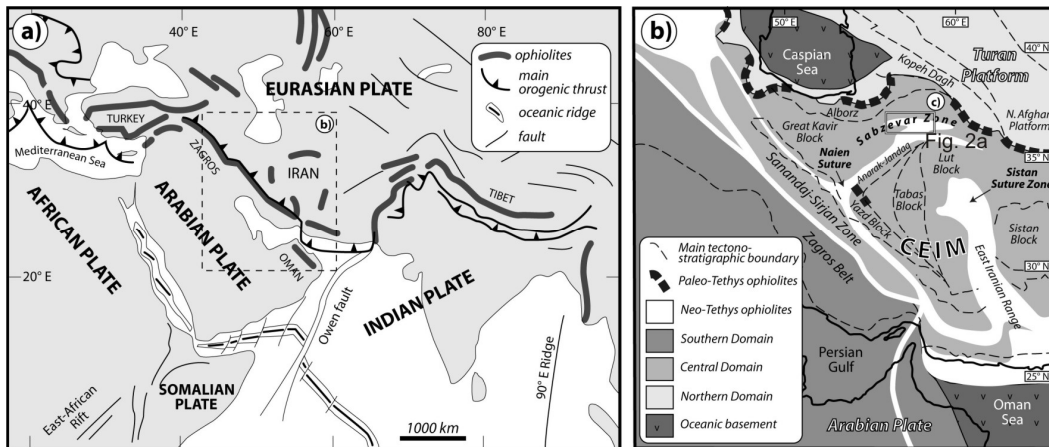 a)
40
60
80
ophiolites
main
orogenic thrust
oceanic ridge
fault
EURASIAN PLATE
40° E
TURKEY
b)
Mediterranean Sea
ZAGROS
IRAN
TIBET
AFRICAN PLATE
ARABIAN PLATE
OMAN
20° E
INDIAN PLATE
Owen fault
SOMALIAN
PLATE
East-African
Rift
90° E Ridge
1000 km
b)
50° E
60° E
Caspian
Sea
40° N
Turan
Platform
Kopeh Dagh
Alborz
c)
Sabzevar Zone
N.Afghan
Platform
Great Kavir
Block
Fig. 2a
35° N
Naien
Suture
Anarak-Jandaq
Lut
Block
Sistan
Suture Zone
Sanandaj-Sirjan Zone
Tabas
Block
Yazd Block
Sistan
Block
CEIM
Zagros Belt
East Iranian Range
30° N
Main tectono-
stratigraphic boundary
Paleo-Tethys ophiolites
Neo-Tethys ophiolites
Southern Domain
Central Domain
Northern Domain
Oceanic basement
Persian
Gulf
25° N
Oman
Sea
Arabian Plate